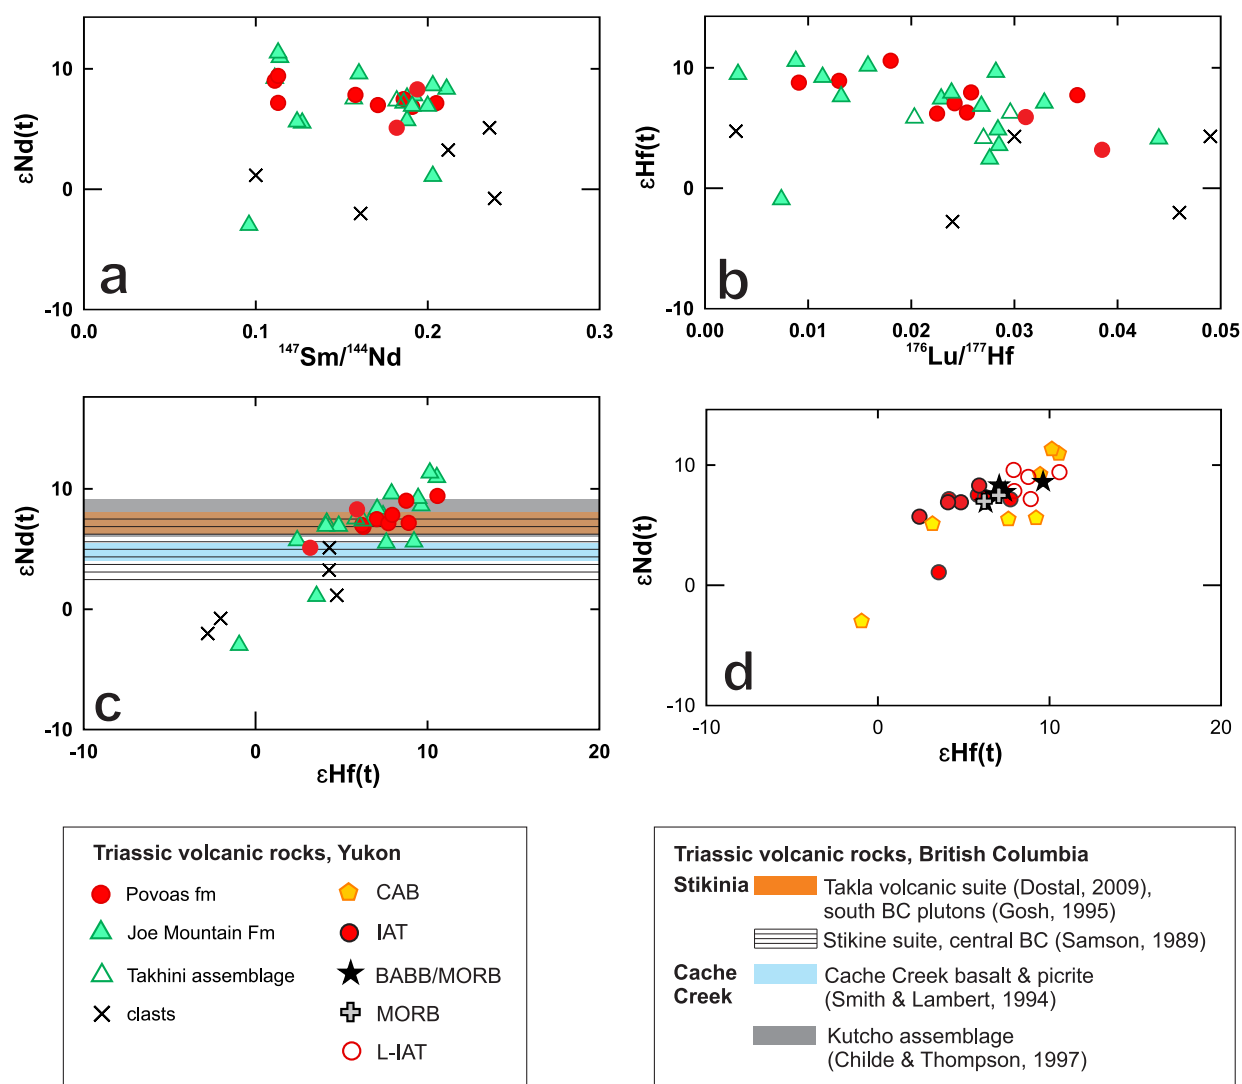 10
0
-10
εNd(t)
a
0.0
0.1
0.2
0.3
147Sm/144Nd
10
0
-10
εHf(t)
b
0.00
0.01
0.02
0.03
0.04
0.05
176Lu/177Hf
10
0
-10
εNd(t)
c
-10
0
10
20
εHf(t)
10
0
-10
εNd(t)
d
-10
0
10
20
εHf(t)
Triassic volcanic rocks, Yukon
Povoas fm
Joe Mountain Fm
Takhini assemblage
clasts
CAB
IAT
BABB/MORB
MORB
L-IAT
Triassic volcanic rocks, British Columbia
Stikinia
Takla volcanic suite (Dostal, 2009),
south BC plutons (Gosh, 1995)
Stikine suite, central BC (Samson, 1989)
Cache
Creek
Cache Creek basalt & picrite
(Smith & Lambert, 1994)
Kutcho assemblage
(Childe & Thompson, 1997)